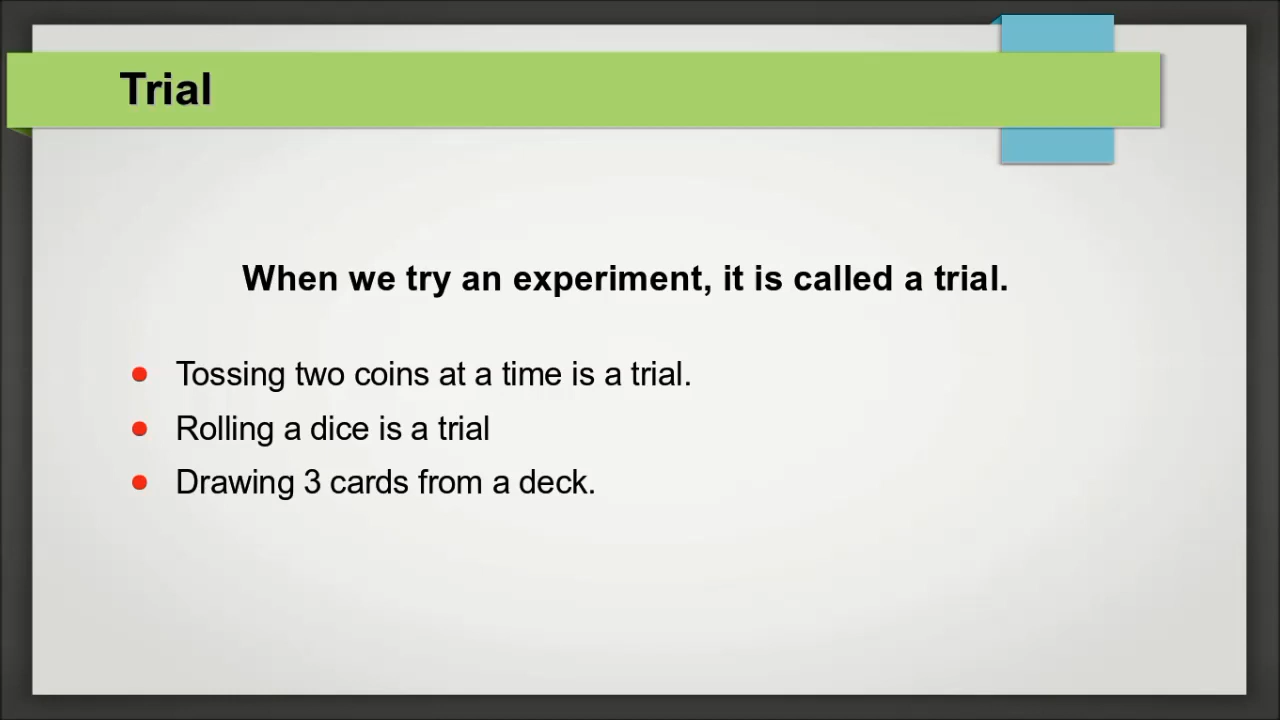 Trial
When we try an experiment, it is called a trial.
Tossing two coins at a time is a trial.
Rolling a dice is a trial
Drawing 3 cards from a deck.